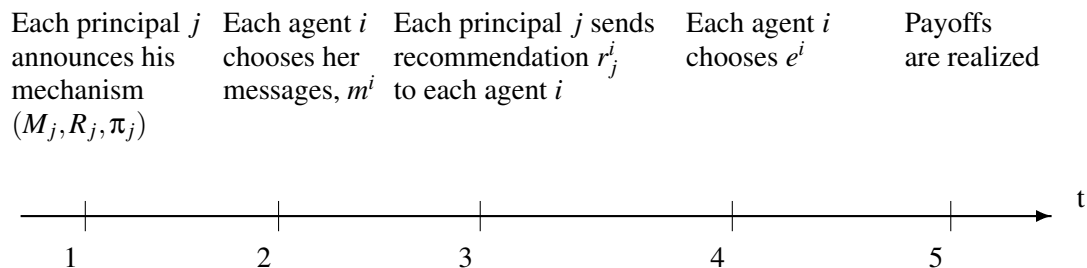 Each principal j announces his mechanism (M_j, R_j, π_j)
Each agent i chooses her messages, m^i
Each principal j sends recommendation r_j^i to each agent i
Each agent i chooses e^i
Payoffs are realized
t
1 2 3 4 5